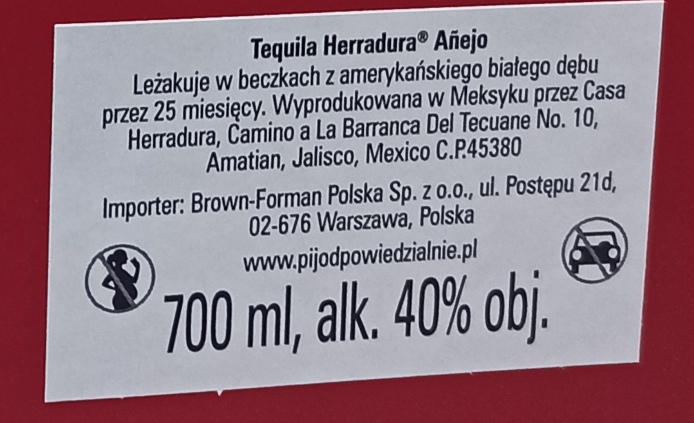 Tequila Herradura® Añejo
Leżakuje w beczkach z amerykańskiego białego dębu
przez 25 miesięcy. Wyprodukowana w Meksyku przez Casa
Herradura, Camino a La Barranca Del Tecuane No. 10,
Amatian, Jalisco, Mexico C.P.45380
Importer: Brown-Forman Polska Sp. z o.o., ul. Postępu 21d,
02-676 Warszawa, Polska
www.pijodpowiedzialnie.pl
700 ml, alk. 40% obj.